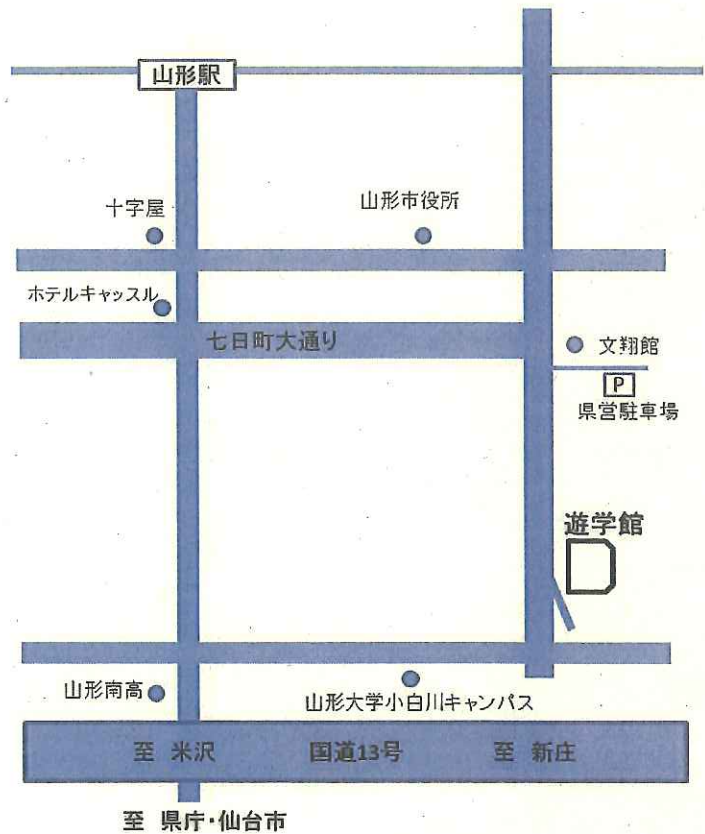 山形駅
十字屋
山形市役所
ホテルキャッスル
七日町大通り
文翔館
P
県営駐車場
遊学館
山形南高
山形大学小白川キャンパス
至 米沢 国道13号 至 新庄
至 県庁・仙台市